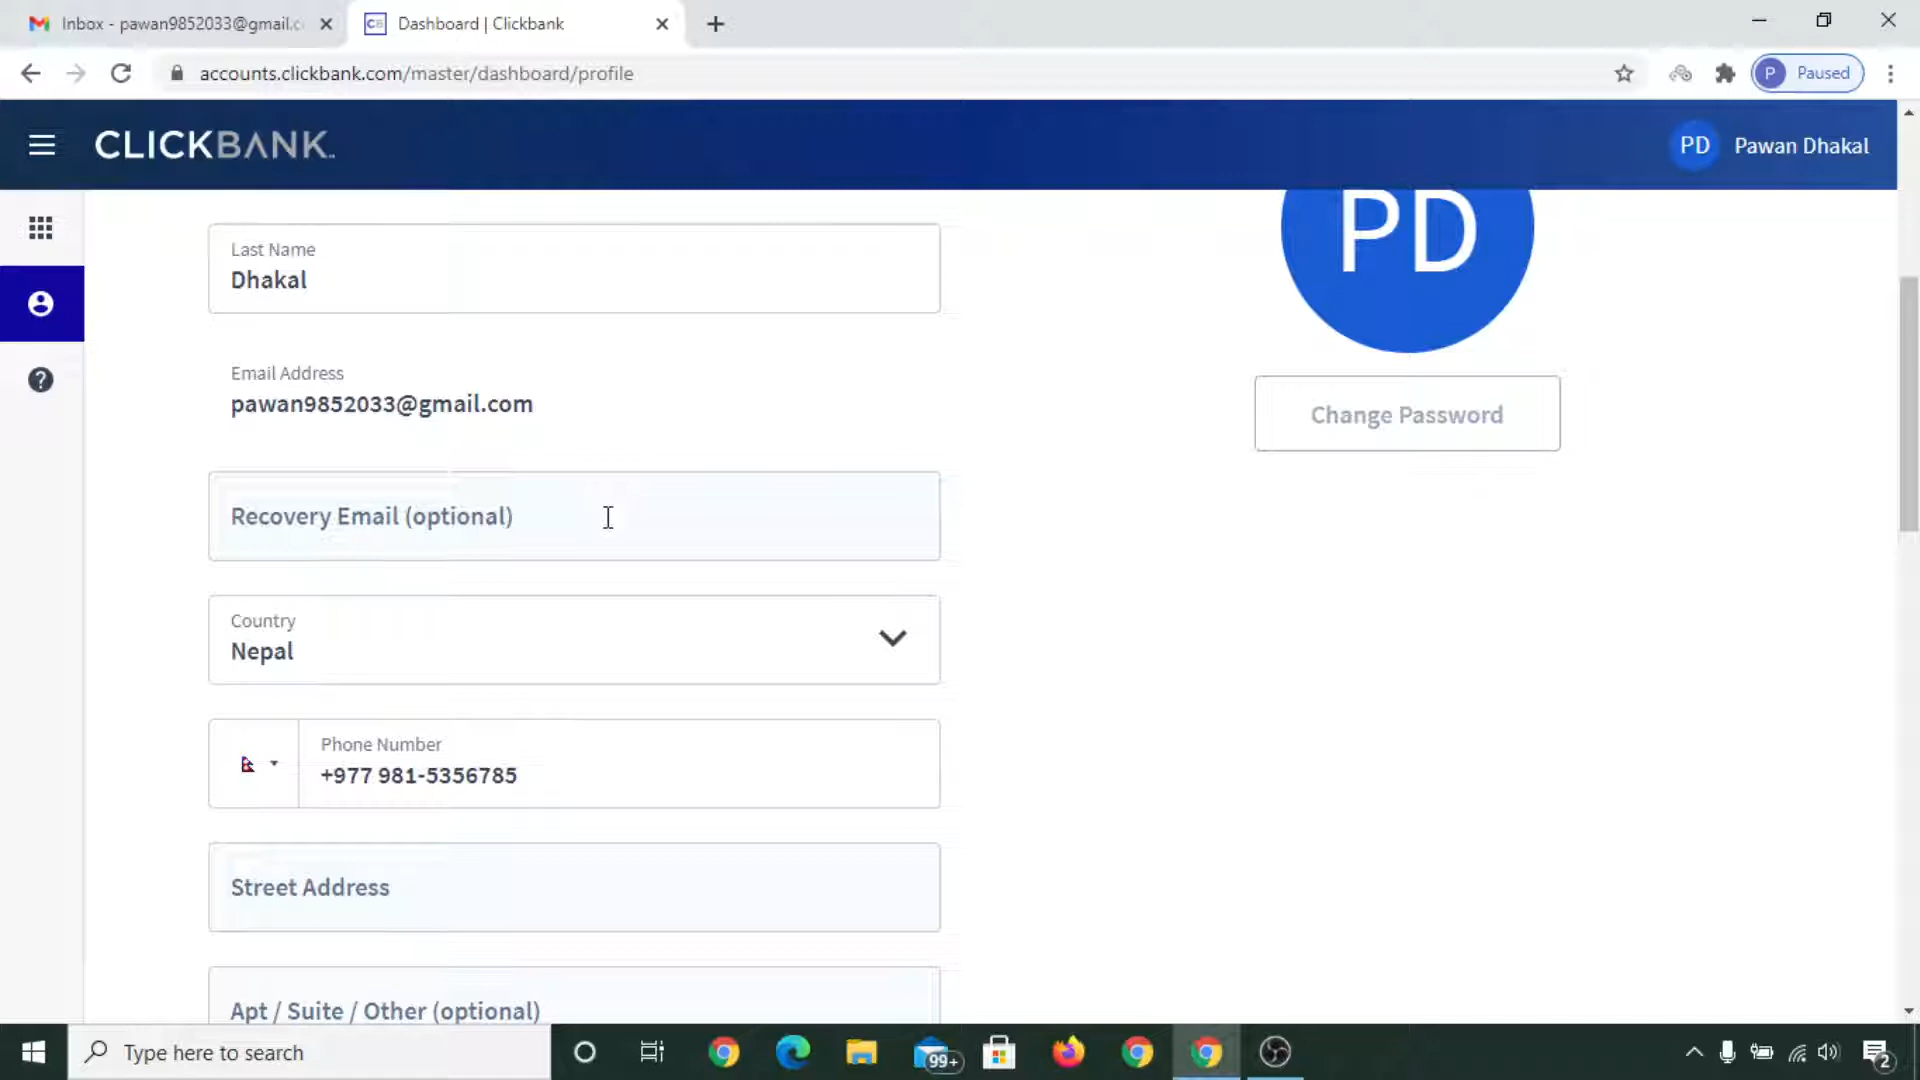 Inbox - pawan9852033@gmail.c
Dashboard | Clickbank
accounts.clickbank.com/master/dashboard/profile
P Paused
CLICKBANK
PD Pawan Dhakal
PD
Last Name
Dhakal
Email Address
pawan9852033@gmail.com
Change Password
Recovery Email (optional)
Country
Nepal
Phone Number
+977 981-5356785
Street Address
Apt / Suite / Other (optional)
Type here to search
99+
2